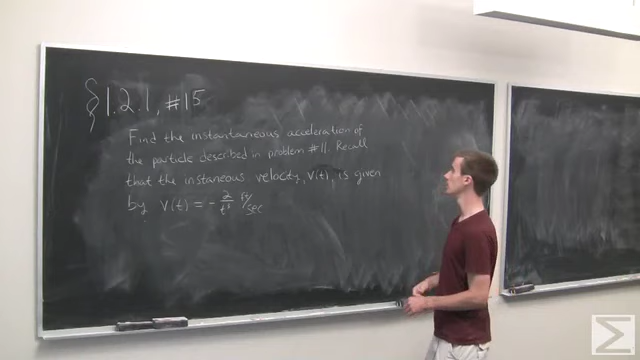 § 1.2.1, #15
Find the instantaneous acceleration of
the particle described in problem #11. Recall
that the instaneous velocity, v(t), is given
by v(t) = - 2/t³ ft/sec
Σ